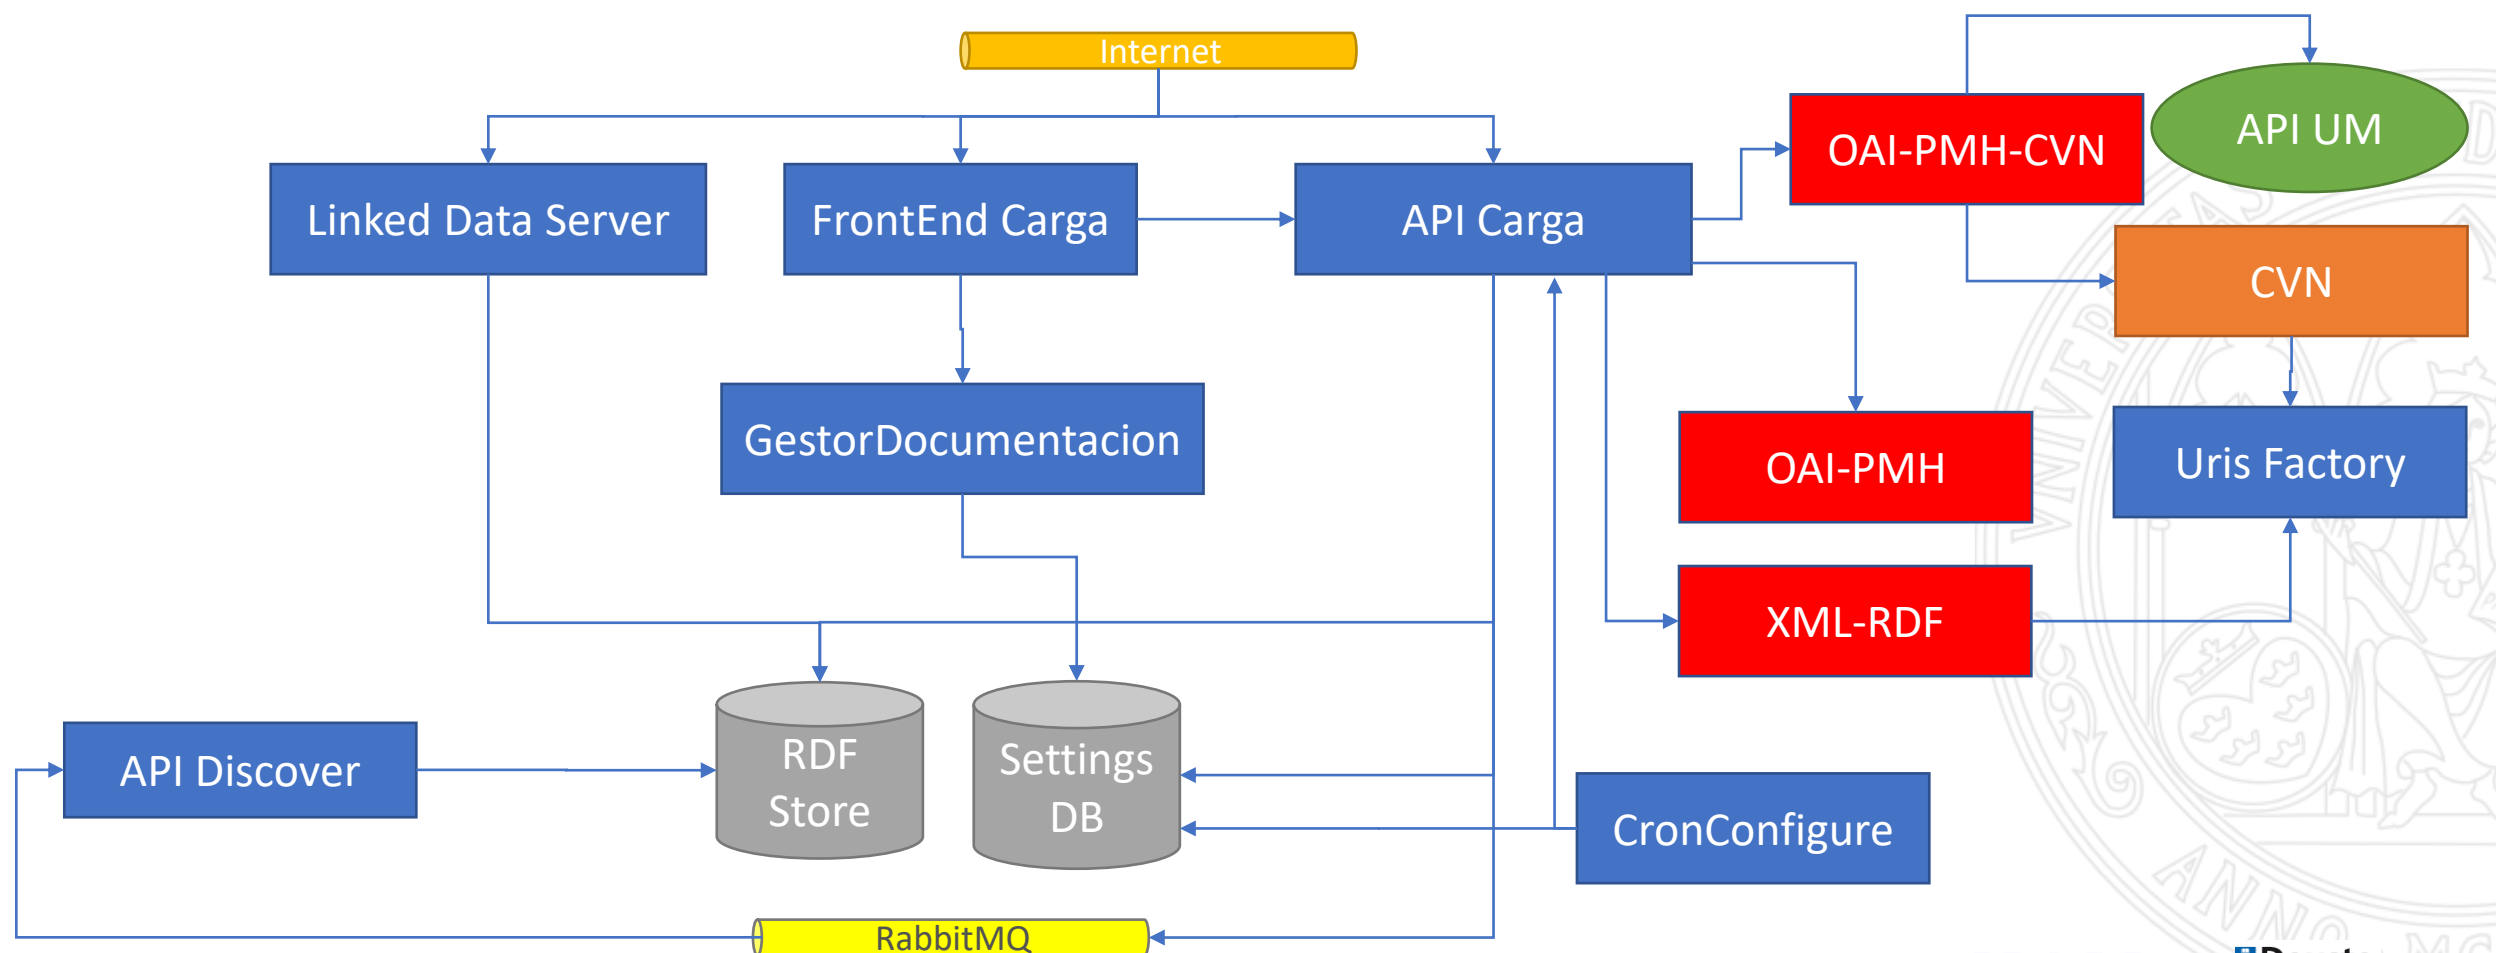 Internet
API UM
OAI-PMH-CVN
Linked Data Server
FrontEnd Carga
API Carga
CVN
GestorDocumentacion
OAI-PMH
Uris Factory
XML-RDF
API Discover
RDF
Store
Settings
DB
CronConfigure
RabbitMQ
ANNO